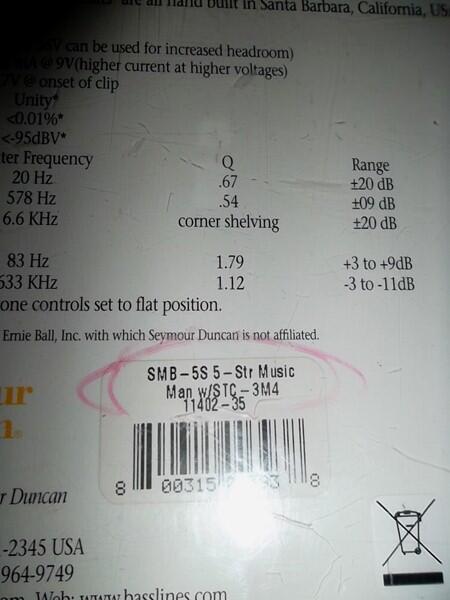 are all hand built in Santa Barbara, California, US
V can be used for increased headroom)
@ 9V(higher current at higher voltages)
@ onset of clip
Unity*
<0.01%*
<-95dBV*
ter Frequency Q Range
20 Hz .67 ±20 dB
578 Hz .54 ±09 dB
6.6 KHz corner shelving ±20 dB
83 Hz 1.79 +3 to +9dB
533 KHz 1.12 -3 to -11dB
one controls set to flat position.
Ernie Ball, Inc. with which Seymour Duncan is not affiliated.
SMB-5S 5-Str Music
Man w/STC-3M4
11402-35
8 00315 3 8
ur
n®
r Duncan
-2345 USA
964-9749
om Web: www.basslines.com